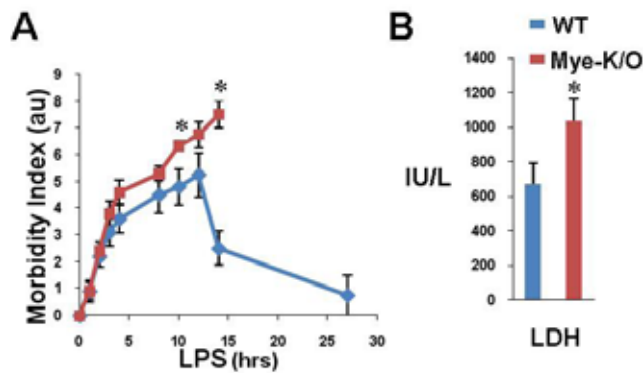 A
Morbidity Index (au)
9
8
7
6
5
4
3
2
1
0
* *
0 5 10 15 20 25 30
LPS (hrs)
B
WT
Mye-K/O
1400
1200
1000
800
600
400
200
0
IU/L
*
LDH